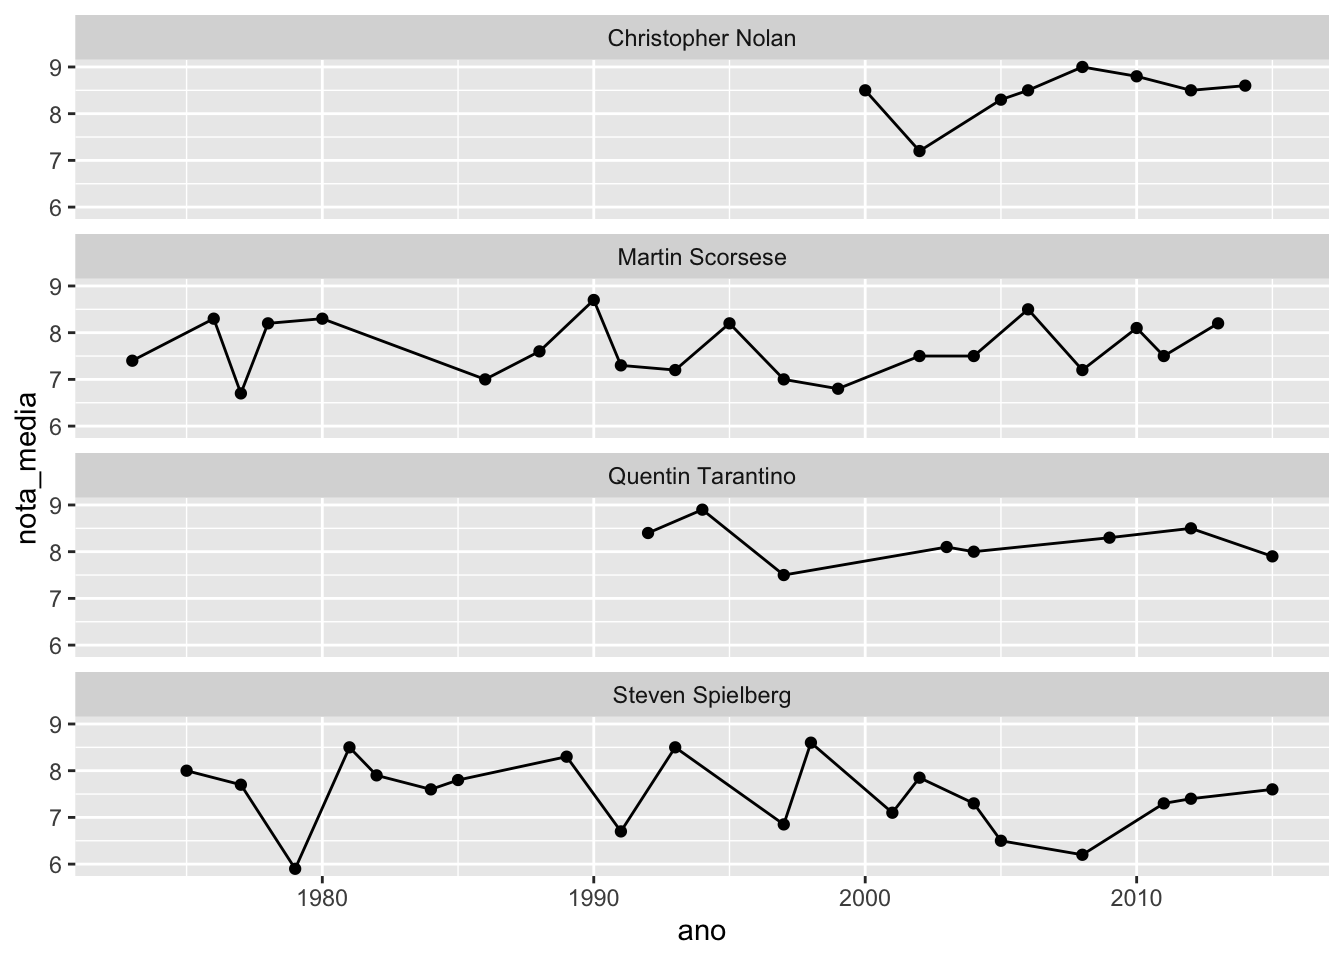 Christopher Nolan
9
8
7
6
Martin Scorsese
9
8
7
6
Quentin Tarantino
9
8
7
6
Steven Spielberg
9
8
7
6
nota_media
1980 1990 2000 2010
ano